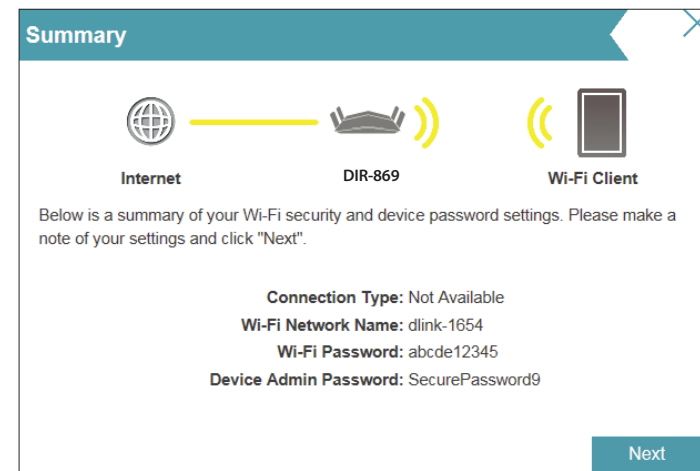 Summary
Internet
DIR-869
Wi-Fi Client
Below is a summary of your Wi-Fi security and device password settings. Please make a
note of your settings and click "Next".
Connection Type: Not Available
Wi-Fi Network Name: dlink-1654
Wi-Fi Password: abcde12345
Device Admin Password: SecurePassword9
Next